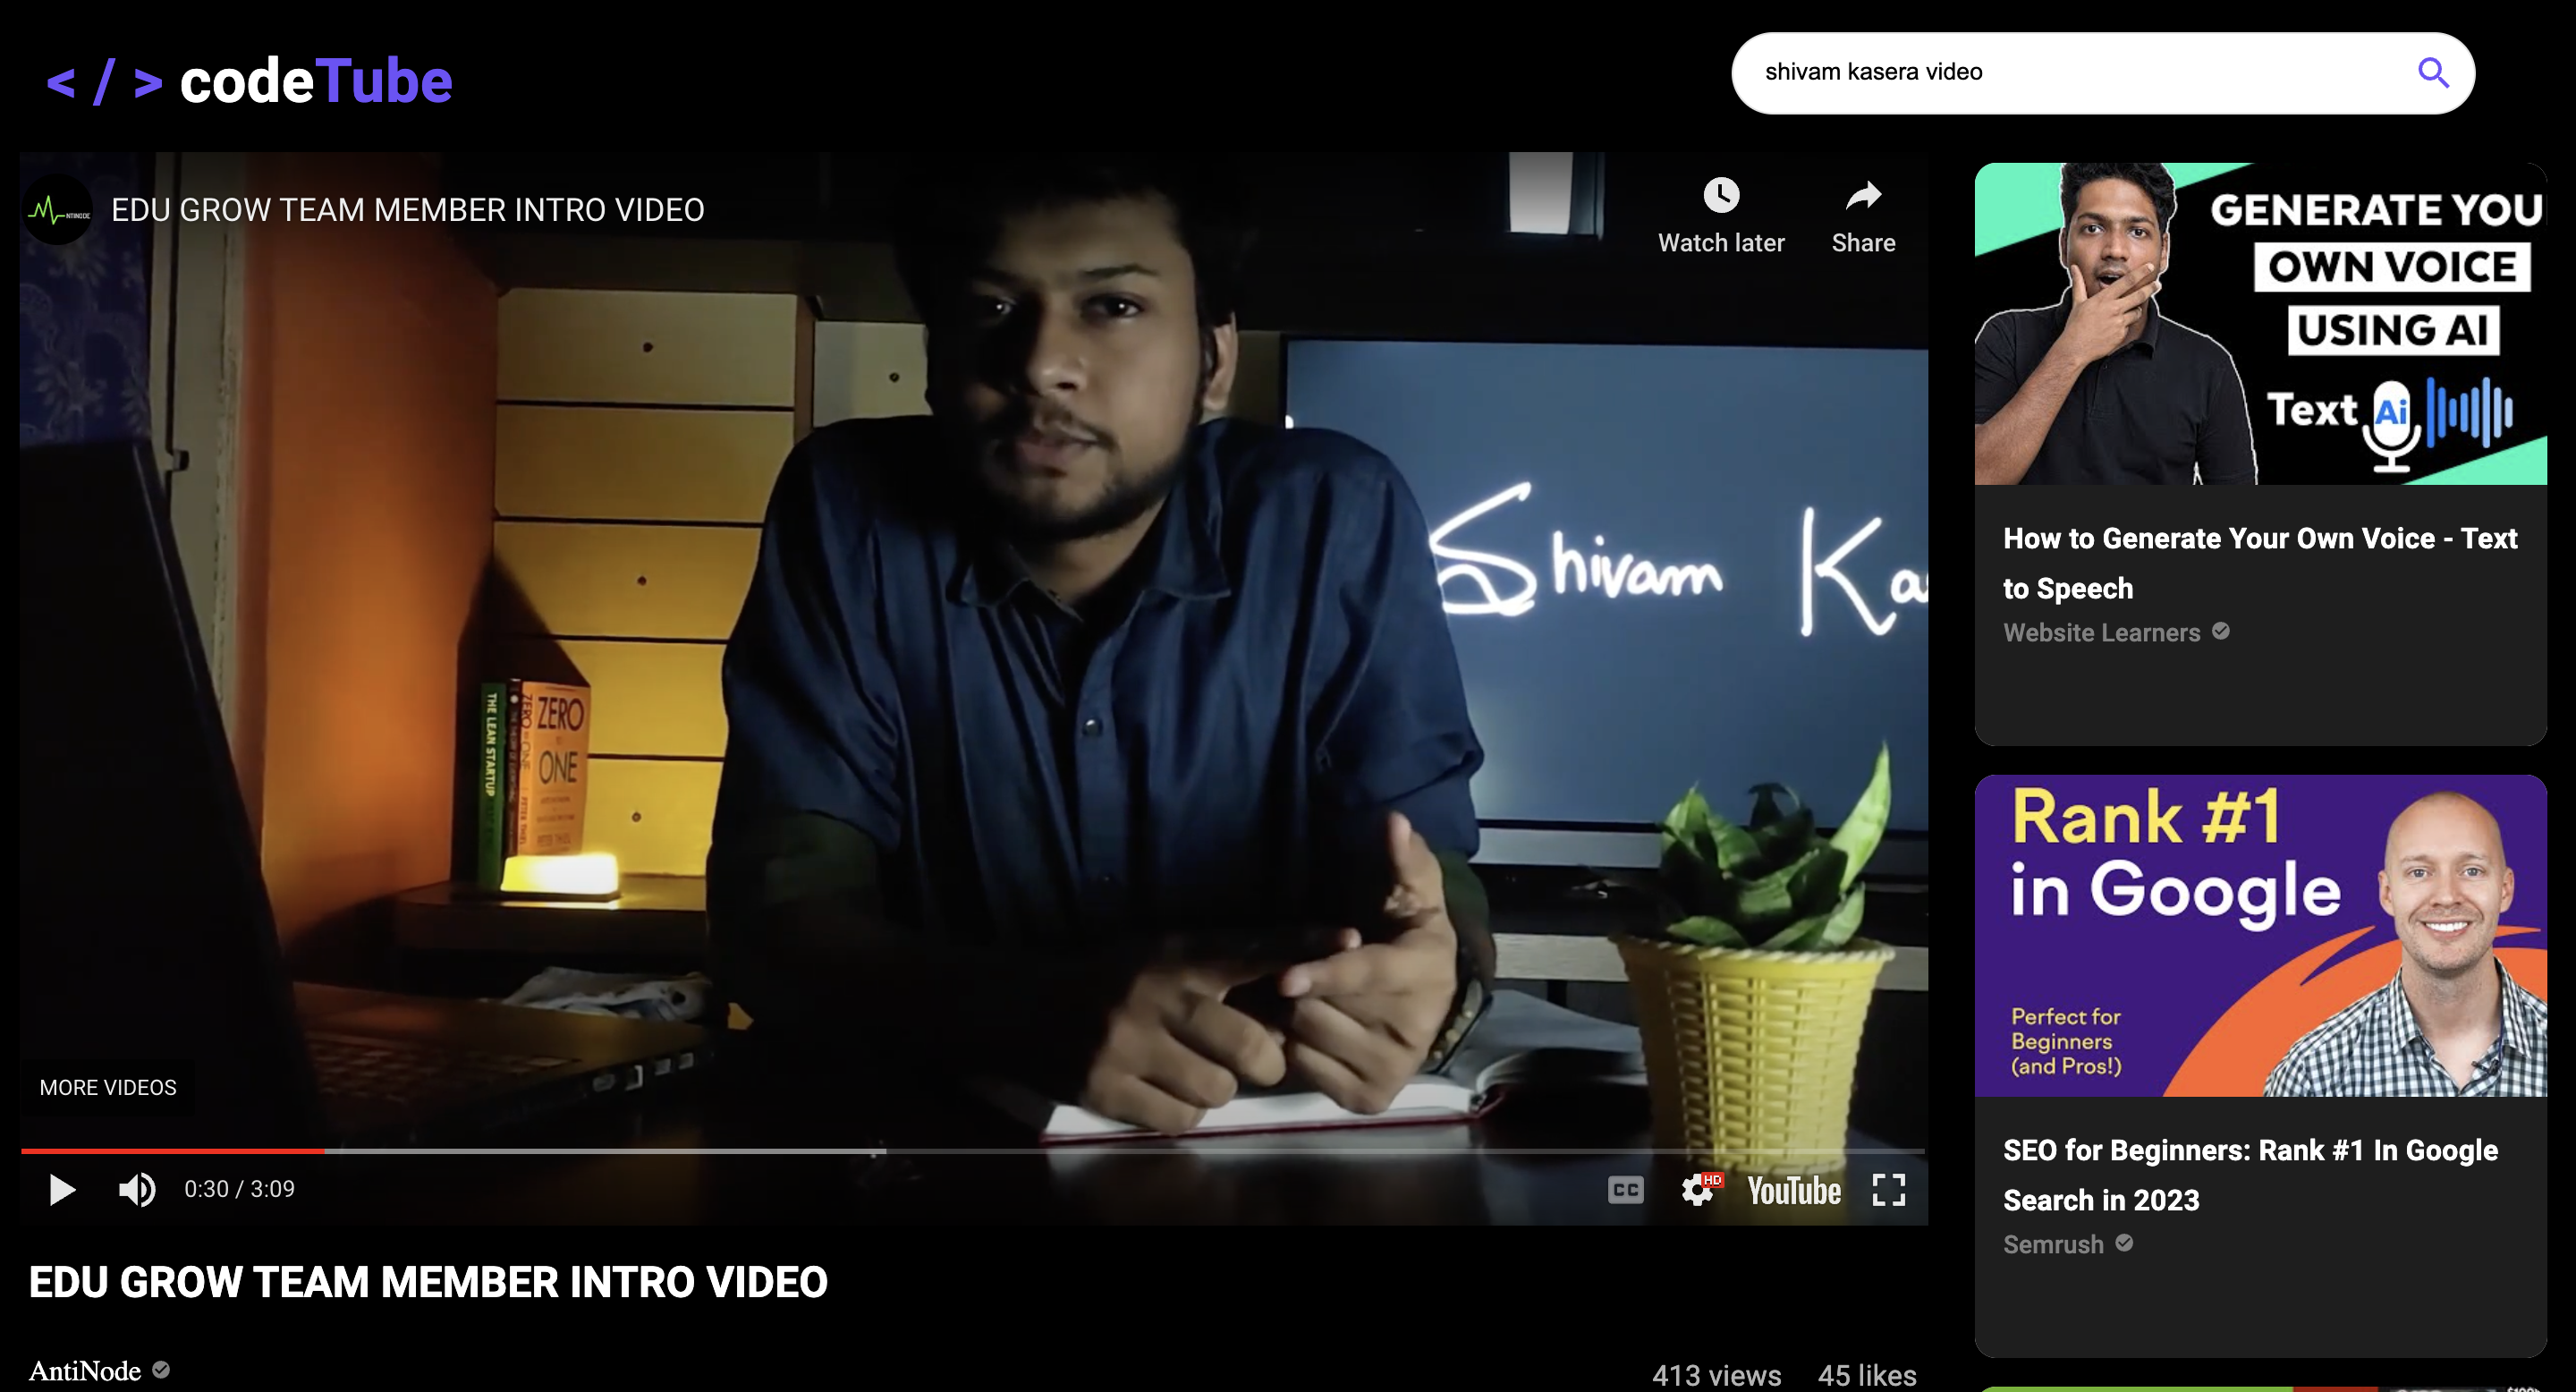 < / > codeTube
shivam kasera video
EDU GROW TEAM MEMBER INTRO VIDEO
Watch later
Share
Shivam Ka
THE LEAN STARTUP
ZERO
TO
ONE
MORE VIDEOS
0:30 / 3:09
CC
HD
YouTube
EDU GROW TEAM MEMBER INTRO VIDEO
AntiNode
413 views
45 likes
GENERATE YOU
OWN VOICE
USING AI
Text Ai
How to Generate Your Own Voice - Text
to Speech
Website Learners
Rank #1
in Google
Perfect for
Beginners
(and Pros!)
SEO for Beginners: Rank #1 In Google
Search in 2023
Semrush